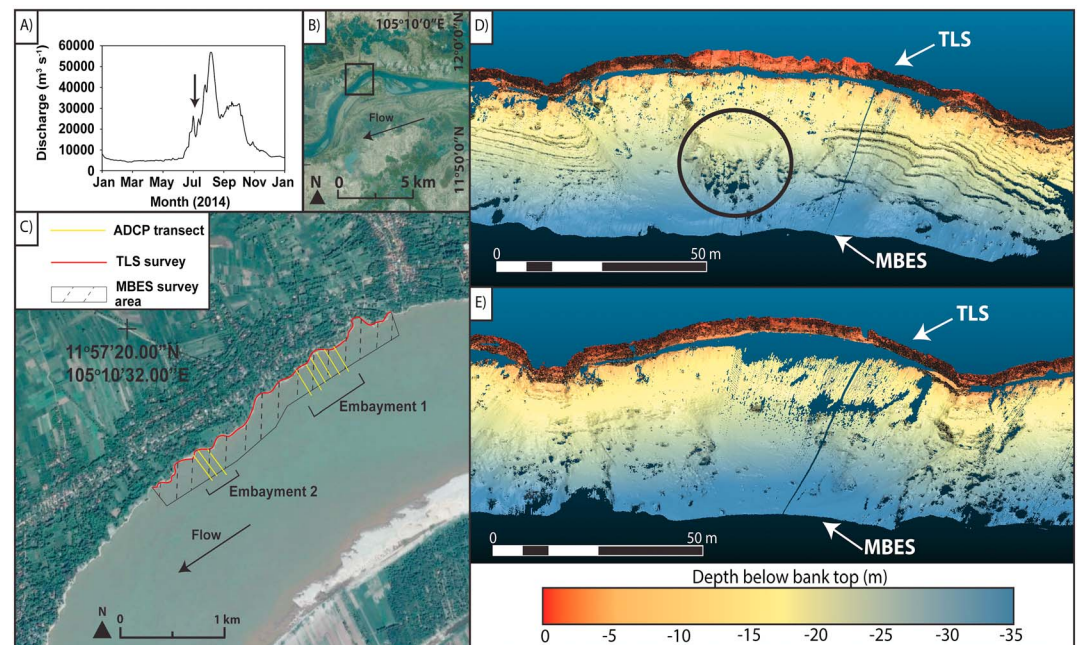 A)
60000
50000
40000
30000
20000
10000
0
Discharge (m³ s⁻¹)
Jan Mar May Jul Sep Nov Jan
Month (2014)
B)
105°10'0"E
12°0'0"N
11°50'0"N
Flow
N 0 5 km
C)
ADCP transect
TLS survey
MBES survey
area
11°57'20.00"N
105°10'32.00"E
Embayment 1
Embayment 2
Flow
N
0 1 km
D)
TLS
MBES
0 50 m
E)
TLS
MBES
0 50 m
Depth below bank top (m)
0 -5 -10 -15 -20 -25 -30 -35